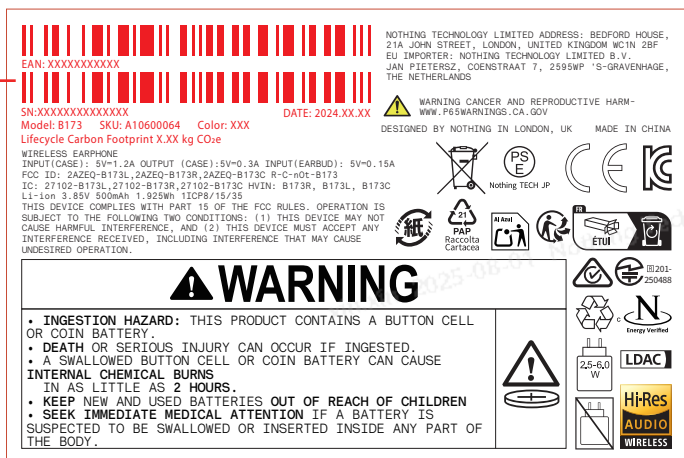 EAN: XXXXXXXXXXX
SN:XXXXXXXXXXXXXX
DATE: 2024.XX.XX
Model: B173 SKU: A10600064 Color: XXX
Lifecycle Carbon Footprint X.XX kg CO₂e
WIRELESS EARPHONE
INPUT(CASE): 5V=1.2A OUTPUT (CASE):5V=0.3A INPUT(EARBUD): 5V=0.15A
FCC ID: 2AZEQ-B173L,2AZEQ-B173R,2AZEQ-B173C R-C-nOt-B173
IC: 27102-B173L,27102-B173R,27102-B173C HVIN: B173R, B173L, B173C
Li-ion 3.85V 500mAh 1.925Wh 1ICP8/15/35
THIS DEVICE COMPLIES WITH PART 15 OF THE FCC RULES. OPERATION IS
SUBJECT TO THE FOLLOWING TWO CONDITIONS: (1) THIS DEVICE MAY NOT
CAUSE HARMFUL INTERFERENCE, AND (2) THIS DEVICE MUST ACCEPT ANY
INTERFERENCE RECEIVED, INCLUDING INTERFERENCE THAT MAY CAUSE
UNDESIRED OPERATION.
NOTHING TECHNOLOGY LIMITED ADDRESS: BEDFORD HOUSE,
21A JOHN STREET, LONDON, UNITED KINGDOM WC1N 2BF
EU IMPORTER: NOTHING TECHNOLOGY LIMITED B.V.
JAN PIETERSZ, COENSTRAAT 7, 2595WP 'S-GRAVENHAGE,
THE NETHERLANDS
WARNING CANCER AND REPRODUCTIVE HARM-
WWW.P65WARNINGS.CA.GOV
DESIGNED BY NOTHING IN LONDON, UK MADE IN CHINA
PS
E
Nothing TECH JP
CE
紙
21
PAP
Raccolta
Cartacea
Al Azul
FR
ÉTUI
R 201-
250488
c
N
Energy Verified
2.5-6.0
W
LDAC
Hi-Res
AUDIO
WIRELESS
WARNING
• INGESTION HAZARD: THIS PRODUCT CONTAINS A BUTTON CELL
OR COIN BATTERY.
• DEATH OR SERIOUS INJURY CAN OCCUR IF INGESTED.
• A SWALLOWED BUTTON CELL OR COIN BATTERY CAN CAUSE
INTERNAL CHEMICAL BURNS
IN AS LITTLE AS 2 HOURS.
• KEEP NEW AND USED BATTERIES OUT OF REACH OF CHILDREN
• SEEK IMMEDIATE MEDICAL ATTENTION IF A BATTERY IS
SUSPECTED TO BE SWALLOWED OR INSERTED INSIDE ANY PART OF
THE BODY.
2025-08-01